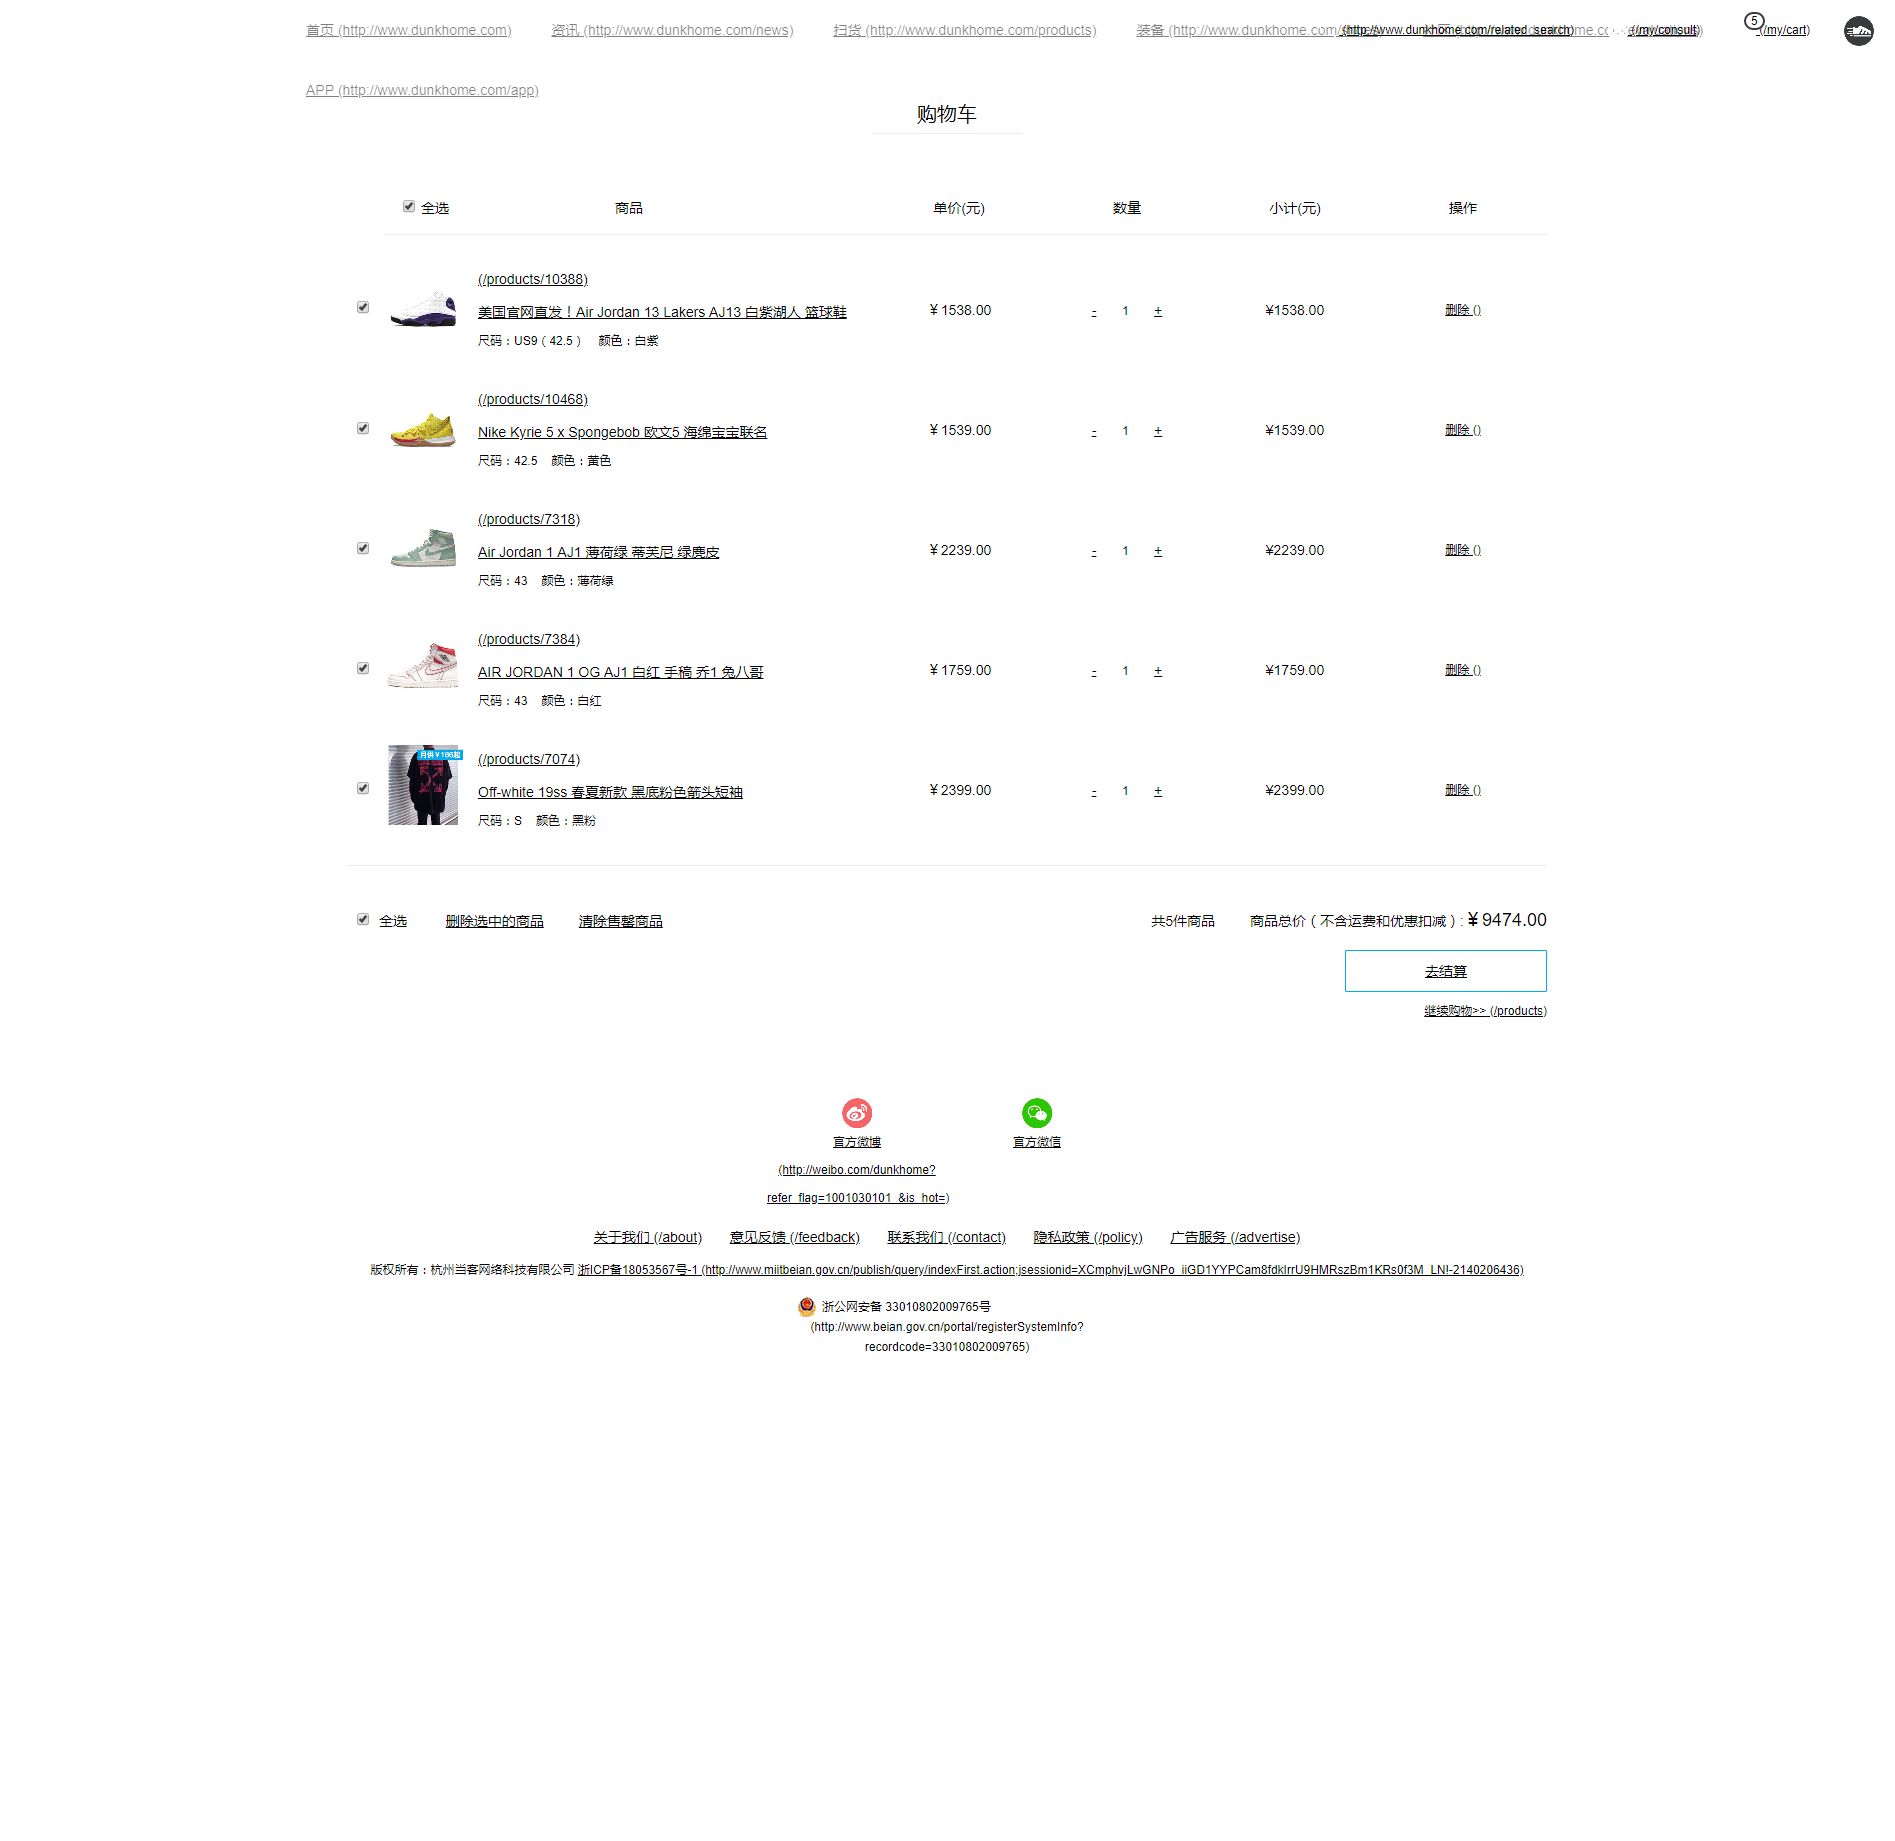 首页 (http://www.dunkhome.com)
资讯 (http://www.dunkhome.com/news)
扫货 (http://www.dunkhome.com/products)
装备 (http://www.dunkhome.com/
(http://www.dunkhome.com/related_search)
(/my/consult)
5
(/my/cart)
APP (http://www.dunkhome.com/app)
购物车
全选 商品 单价(元) 数量 小计(元) 操作
(/products/10388)
美国官网直发！Air Jordan 13 Lakers AJ13 白紫湖人 篮球鞋 ¥ 1538.00 - 1 + ¥1538.00 删除 ()
尺码：US9（42.5） 颜色：白紫
(/products/10468)
Nike Kyrie 5 x Spongebob 欧文5 海绵宝宝联名 ¥ 1539.00 - 1 + ¥1539.00 删除 ()
尺码：42.5 颜色：黄色
(/products/7318)
Air Jordan 1 AJ1 薄荷绿 蒂芙尼 绿麂皮 ¥ 2239.00 - 1 + ¥2239.00 删除 ()
尺码：43 颜色：薄荷绿
(/products/7384)
AIR JORDAN 1 OG AJ1 白红 手稿 乔1 兔八哥 ¥ 1759.00 - 1 + ¥1759.00 删除 ()
尺码：43 颜色：白红
月供¥166起
(/products/7074)
Off-white 19ss 春夏新款 黑底粉色箭头短袖 ¥ 2399.00 - 1 + ¥2399.00 删除 ()
尺码：S 颜色：黑粉
全选 删除选中的商品 清除售罄商品 共5件商品 商品总价（不含运费和优惠扣减）: ¥ 9474.00
去结算
继续购物>> (/products)
官方微博 官方微信
(http://weibo.com/dunkhome?
refer_flag=1001030101_&is_hot=)
关于我们 (/about) 意见反馈 (/feedback) 联系我们 (/contact) 隐私政策 (/policy) 广告服务 (/advertise)
版权所有：杭州当客网络科技有限公司 浙ICP备18053567号-1 (http://www.miitbeian.gov.cn/publish/query/indexFirst.action;jsessionid=XCmphvjLwGNPo_iiGD1YYPCam8fdklrrU9HMRszBm1KRs0f3M_LN!-2140206436)
浙公网安备 33010802009765号
(http://www.beian.gov.cn/portal/registerSystemInfo?
recordcode=33010802009765)